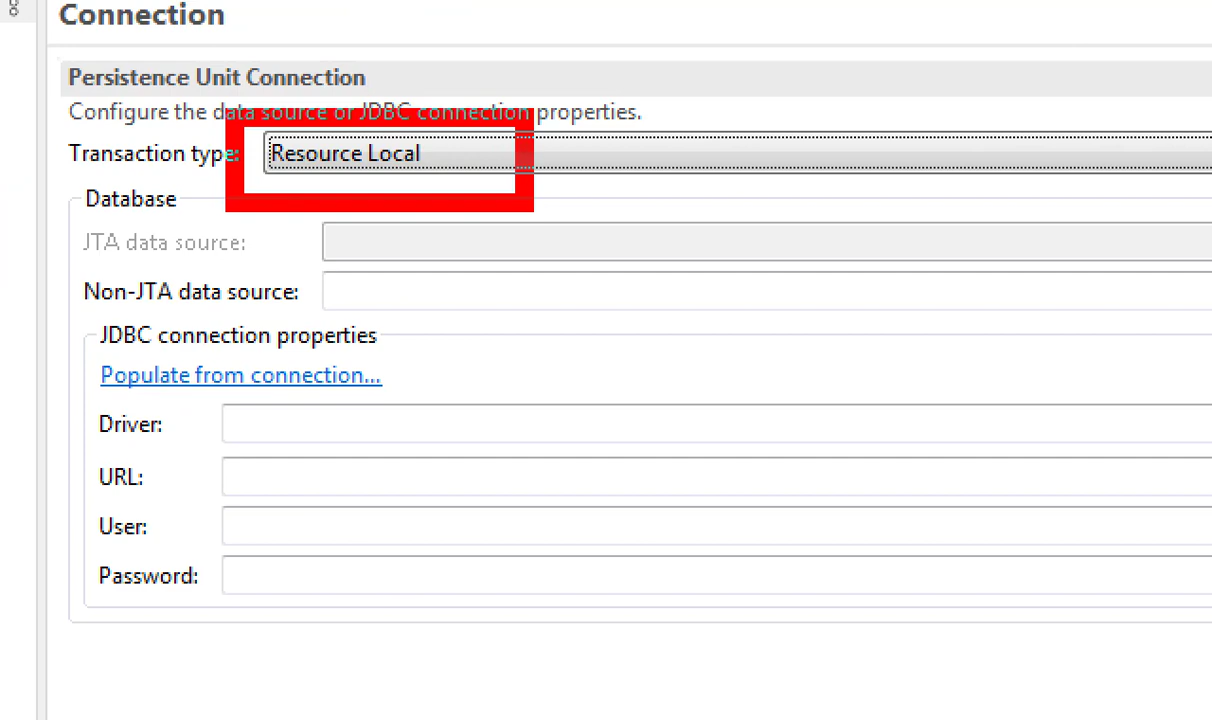 Connection
Persistence Unit Connection
Configure the data source or JDBC connection properties.
Transaction type: Resource Local
Database
JTA data source:
Non-JTA data source:
JDBC connection properties
Populate from connection...
Driver:
URL:
User:
Password: